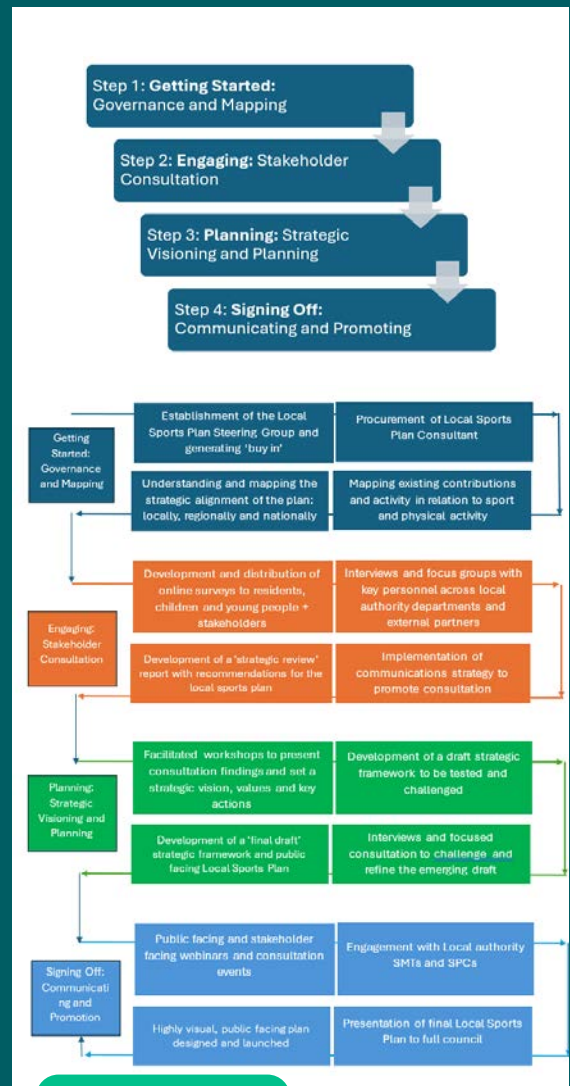 Step 1: Getting Started:
Governance and Mapping
Step 2: Engaging: Stakeholder
Consultation
Step 3: Planning: Strategic
Visioning and Planning
Step 4: Signing Off:
Communicating and Promoting
Getting
Started:
Governance
and Mapping
Establishment of the Local
Sports Plan Steering Group and
generating ‘buy in’
Procurement of Local Sports
Plan Consultant
Understanding and mapping the
strategic alignment of the plan:
locally, regionally and nationally
Mapping existing contributions
and activity in relation to sport
and physical activity
Engaging:
Stakeholder
Consultation
Development and distribution of
online surveys to residents,
children and young people +
stakeholders
Interviews and focus groups with
key personnel across local
authority departments and
external partners
Development of a ‘strategic review’
report with recommendations for the
local sports plan
Implementation of
communications strategy to
promote consultation
Planning:
Strategic
Visioning and
Planning
Facilitated workshops to present
consultation findings and set a
strategic vision, values and key
actions
Development of a draft strategic
framework to be tested and
challenged
Development of a ‘final draft’
strategic framework and public
facing Local Sports Plan
Interviews and focused
consultation to challenge and
refine the emerging draft
Signing Off:
Communicati
ng and
Promotion
Public facing and stakeholder
facing webinars and consultation
events
Engagement with Local authority
SMTs and SPCs
Highly visual, public facing plan
designed and launched
Presentation of final Local Sports
Plan to full council